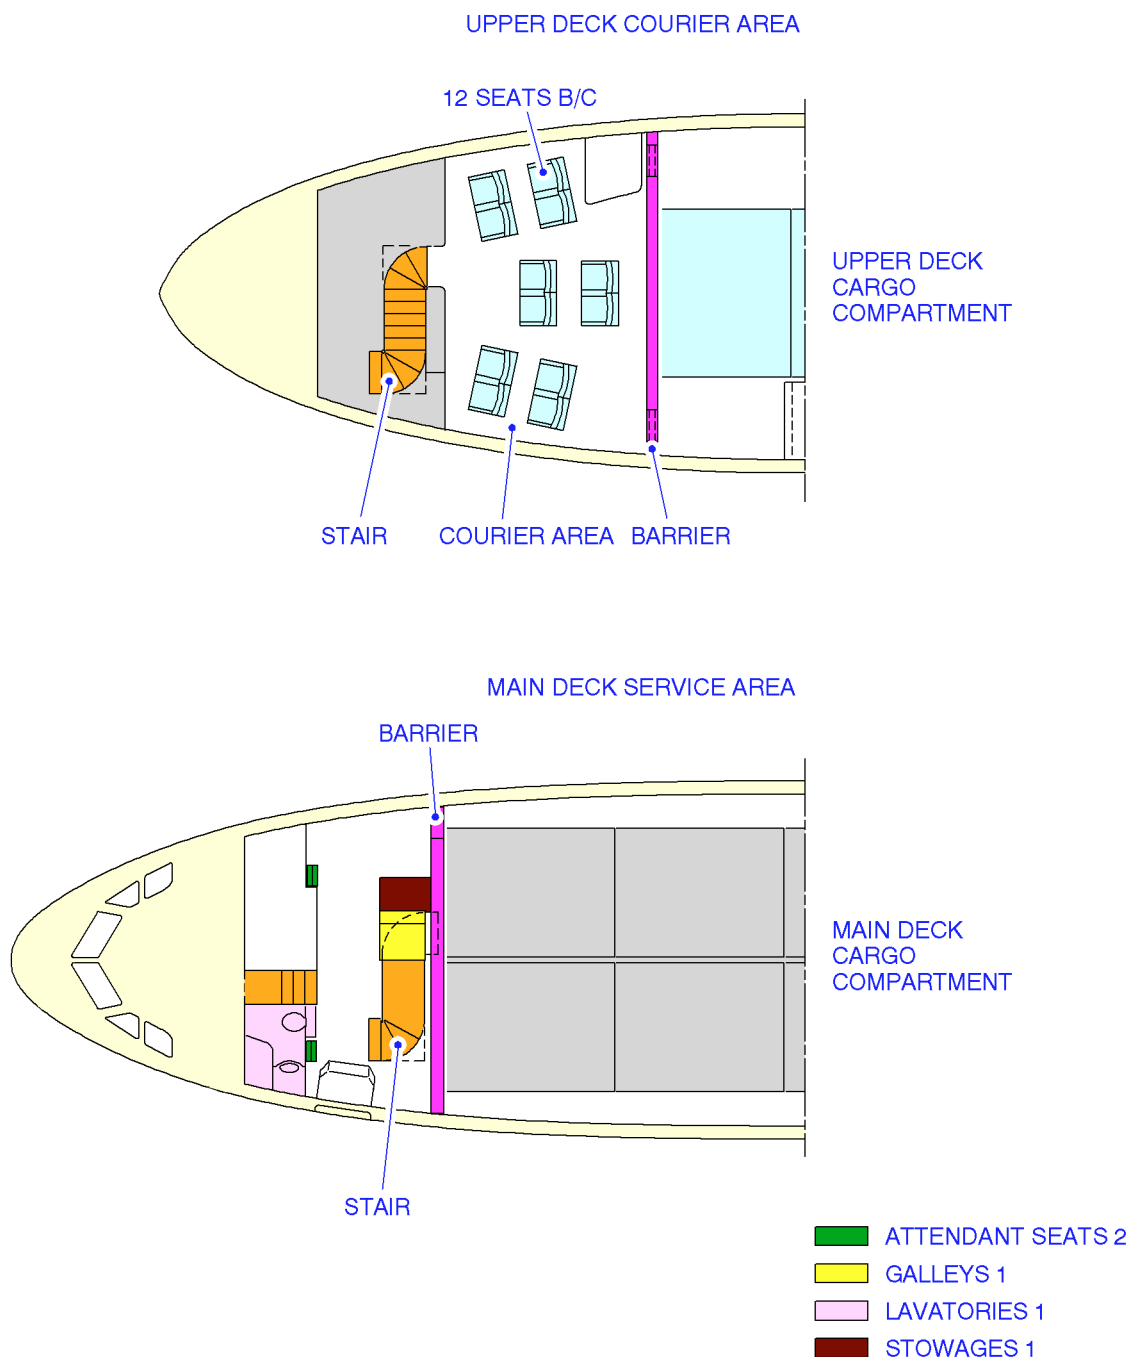 UPPER DECK COURIER AREA
12 SEATS B/C
UPPER DECK
CARGO
COMPARTMENT
STAIR
COURIER AREA
BARRIER
MAIN DECK SERVICE AREA
BARRIER
MAIN DECK
CARGO
COMPARTMENT
STAIR
ATTENDANT SEATS 2
GALLEYS 1
LAVATORIES 1
STOWAGES 1